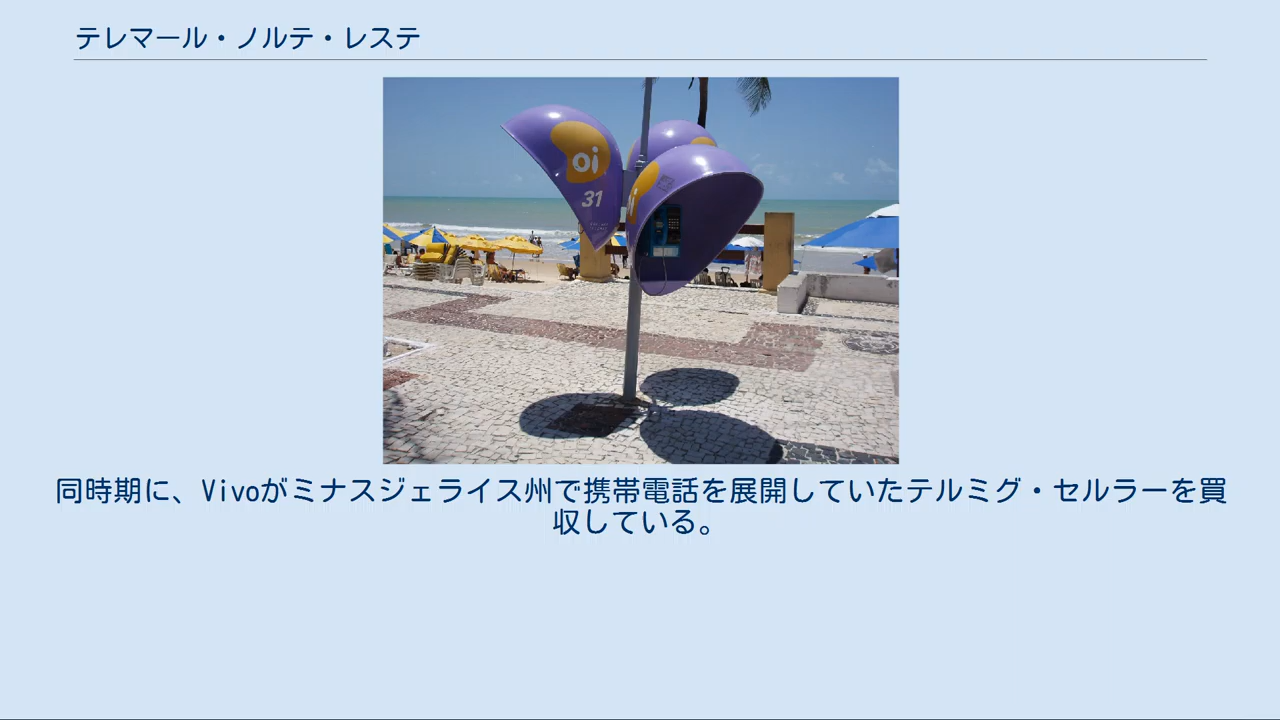 テレマール・ノルテ・レステ
oi
31
同時期に、Vivoがミナスジェライス州で携帯電話を展開していたテルミグ・セルラーを買
収している。